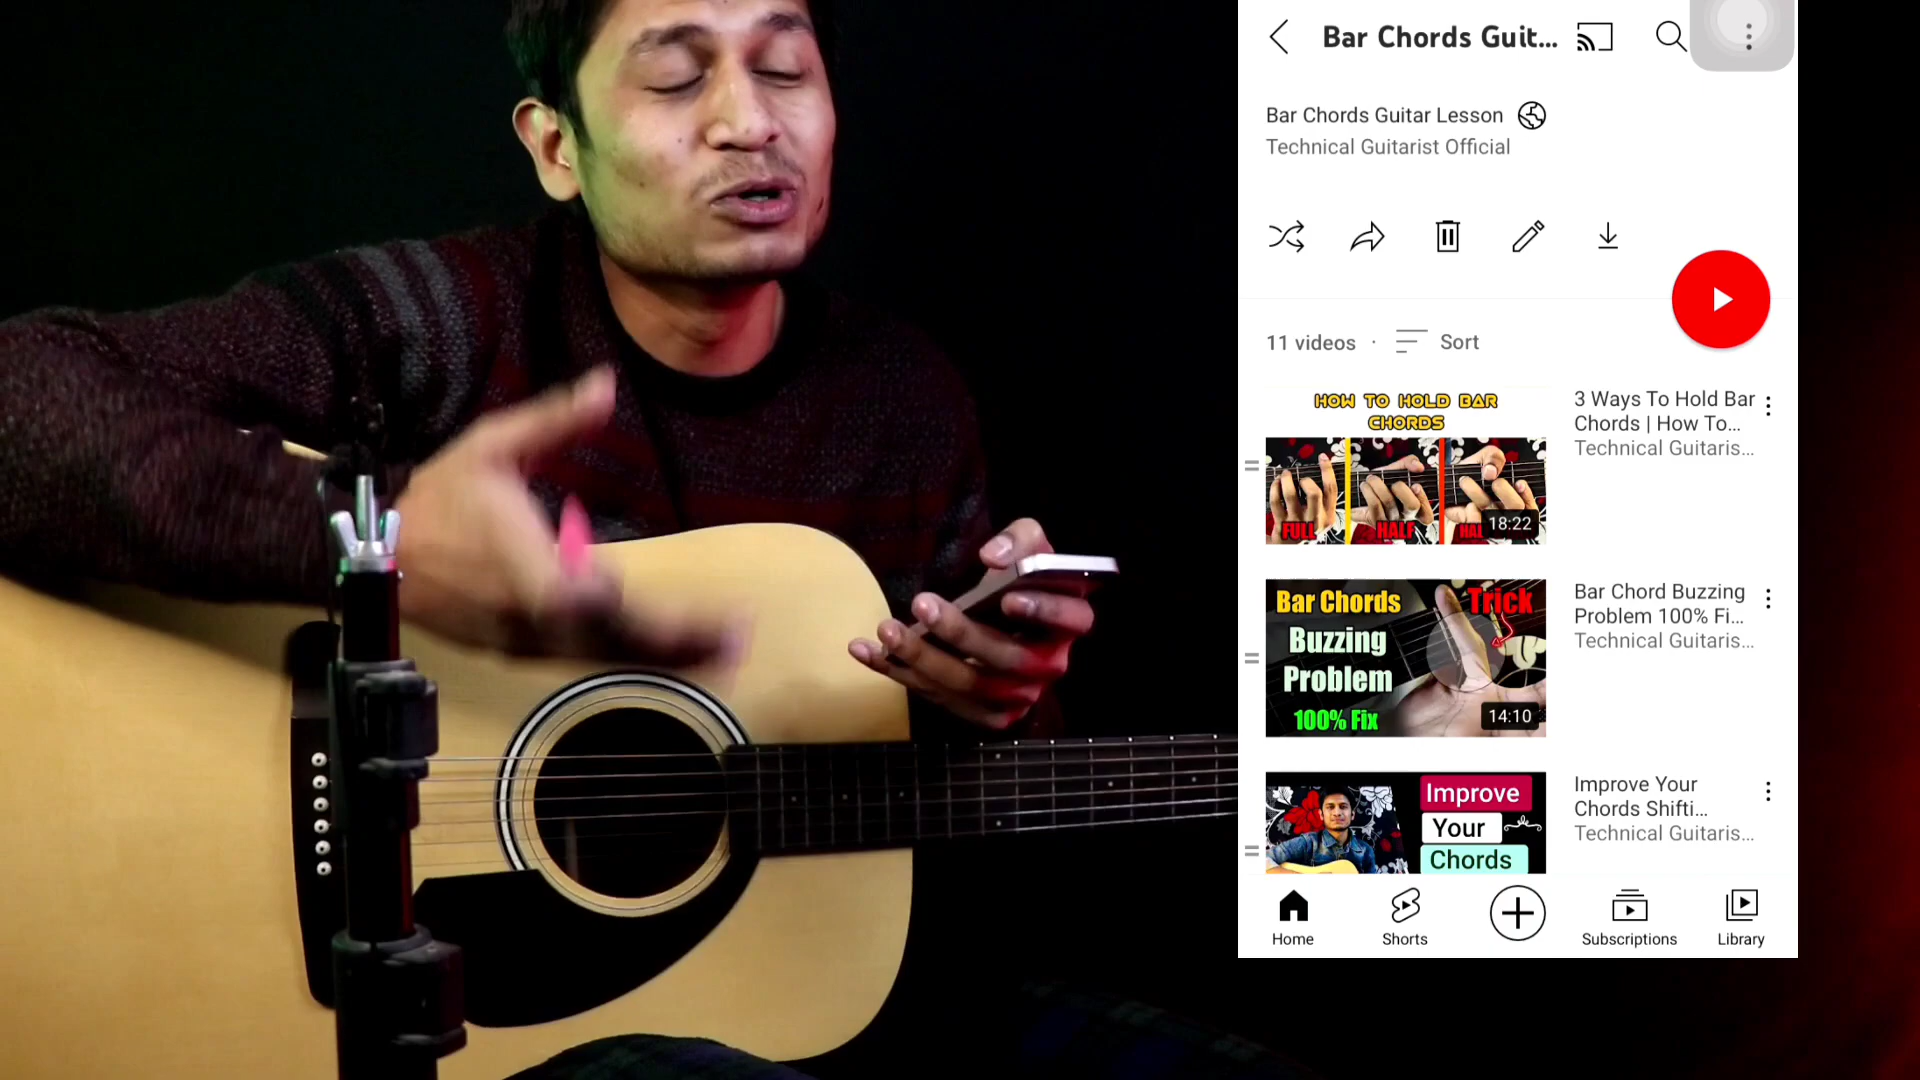 Bar Chords Guit...
Bar Chords Guitar Lesson
Technical Guitarist Official
11 videos · Sort
HOW TO HOLD BAR
CHORDS
FULL
HALF
HAL
18:22
3 Ways To Hold Bar
Chords | How To...
Technical Guitaris...
Bar Chords
Trick
Buzzing
Problem
100% Fix
14:10
Bar Chord Buzzing
Problem 100% Fi...
Technical Guitaris...
Improve
Your
Chords
Improve Your
Chords Shifti...
Technical Guitaris...
Home
Shorts
Subscriptions
Library